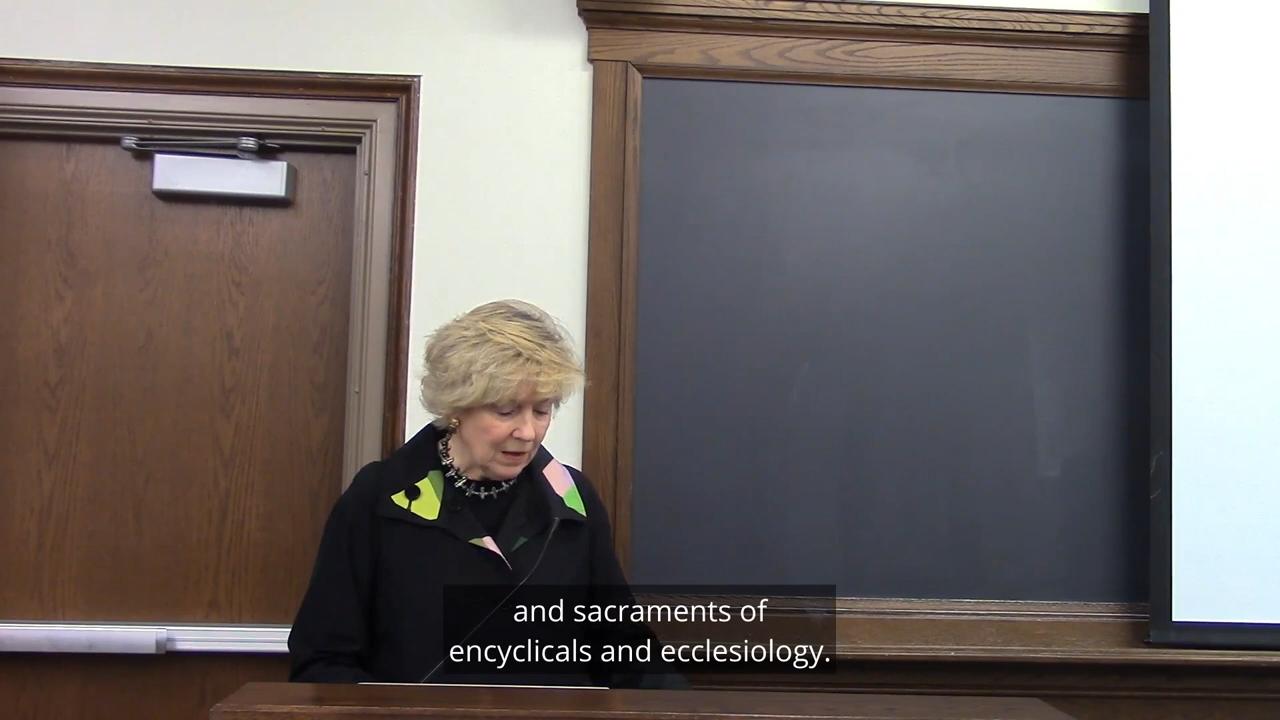 and sacraments of
encyclicals and ecclesiology.